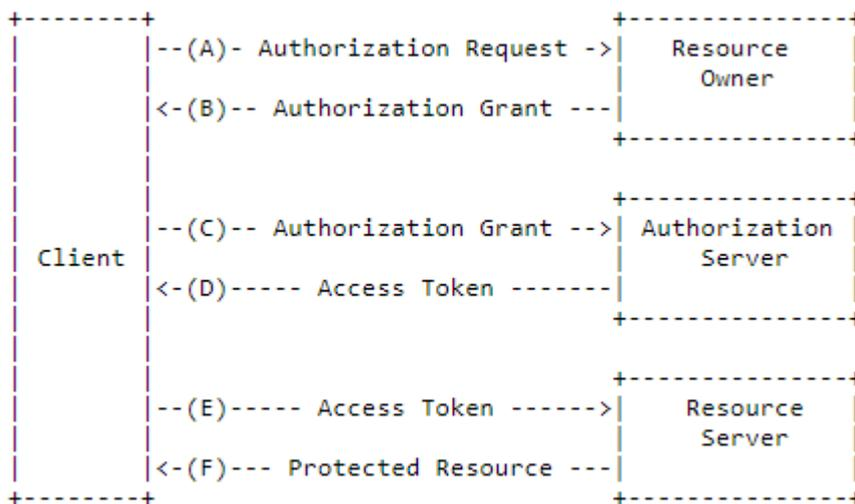 +--------+                               +---------------+
|        |--(A)- Authorization Request ->|   Resource    |
|        |                               |     Owner     |
|        |<-(B)-- Authorization Grant ---|               |
|        |                               +---------------+
|        |
|        |                               +---------------+
|        |--(C)-- Authorization Grant -->| Authorization |
| Client |                               |     Server    |
|        |<-(D)----- Access Token -------|               |
|        |                               +---------------+
|        |
|        |                               +---------------+
|        |--(E)----- Access Token ------>|    Resource   |
|        |                               |     Server    |
|        |<-(F)--- Protected Resource ---|               |
+--------+                               +---------------+